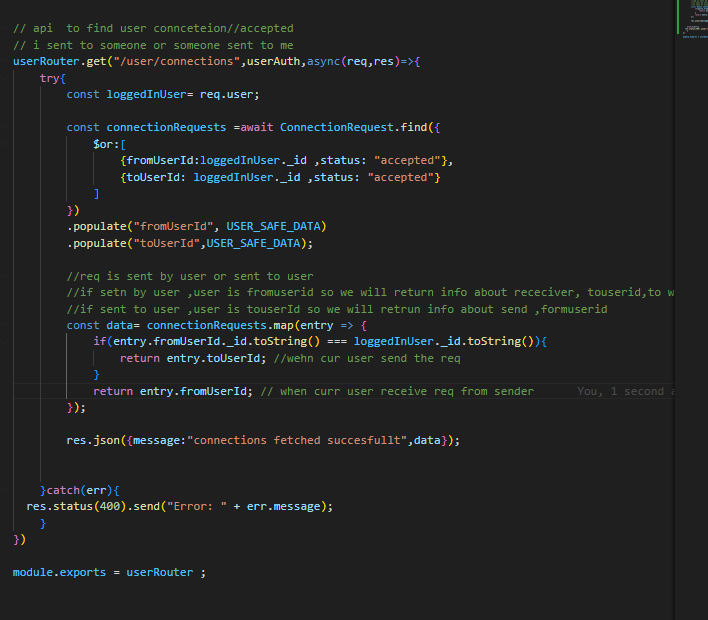 // api  to find user connceteion//accepted
// i sent to someone or someone sent to me
userRouter.get("/user/connections",userAuth,async(req,res)=>{
    try{
        const loggedInUser= req.user;
        const connectionRequests =await ConnectionRequest.find({
            $or:[
                {fromUserId:loggedInUser._id ,status: "accepted"},
                {toUserId: loggedInUser._id ,status: "accepted"}
            ]
        })
        .populate("fromUserId", USER_SAFE_DATA)
        .populate("toUserId",USER_SAFE_DATA);
        //req is sent by user or sent to user
        //if setn by user ,user is fromuserid so we will return info about receciver, touserid,to w
        //if sent to user ,user is touserId so we will retrun info about send ,formuserid
        const data= connectionRequests.map(entry => {
            if(entry.fromUserId._id.toString() === loggedInUser._id.toString()){
                return entry.toUserId; //wehn cur user send the req
            }
            return entry.fromUserId; // when curr user receive req from sender     You, 1 second a
        });
        res.json({message:"connections fetched succesfullt",data});
    }catch(err){
  res.status(400).send("Error: " + err.message);
    }
})
module.exports = userRouter ;